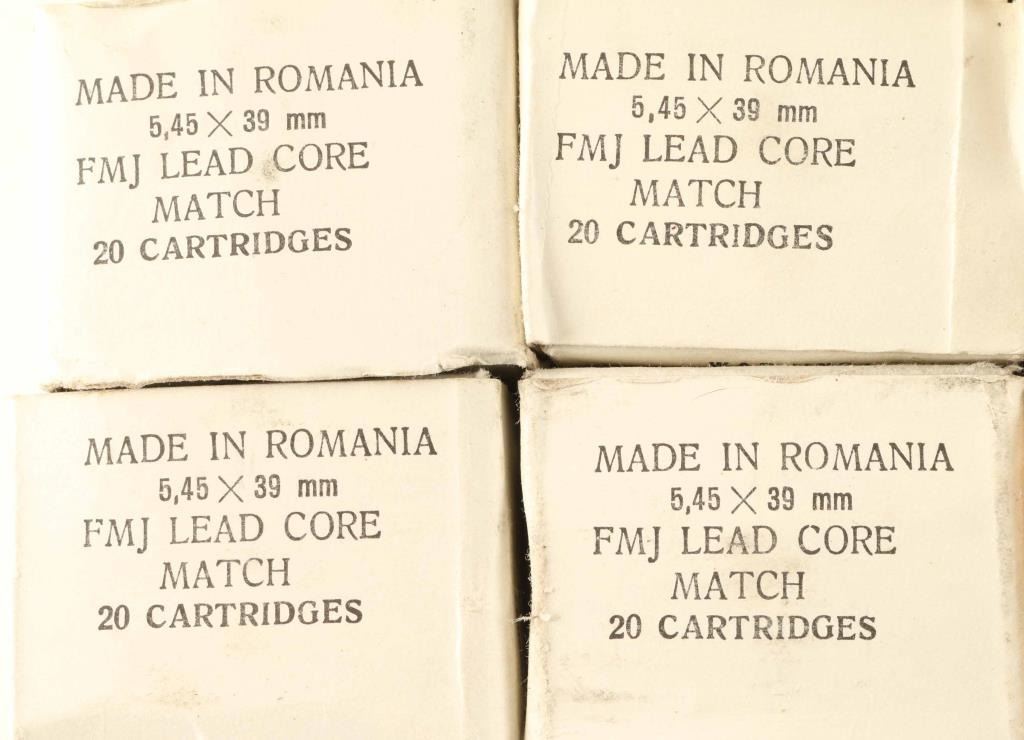 MADE IN ROMANIA
5,45 X 39 mm
FMJ LEAD CORE
MATCH
20 CARTRIDGES
MADE IN ROMANIA
5,45 X 39 mm
FMJ LEAD CORE
MATCH
20 CARTRIDGES
MADE IN ROMANIA
5,45 X 39 mm
FMJ LEAD CORE
MATCH
20 CARTRIDGES
MADE IN ROMANIA
5,45 X 39 mm
FMJ LEAD CORE
MATCH
20 CARTRIDGES